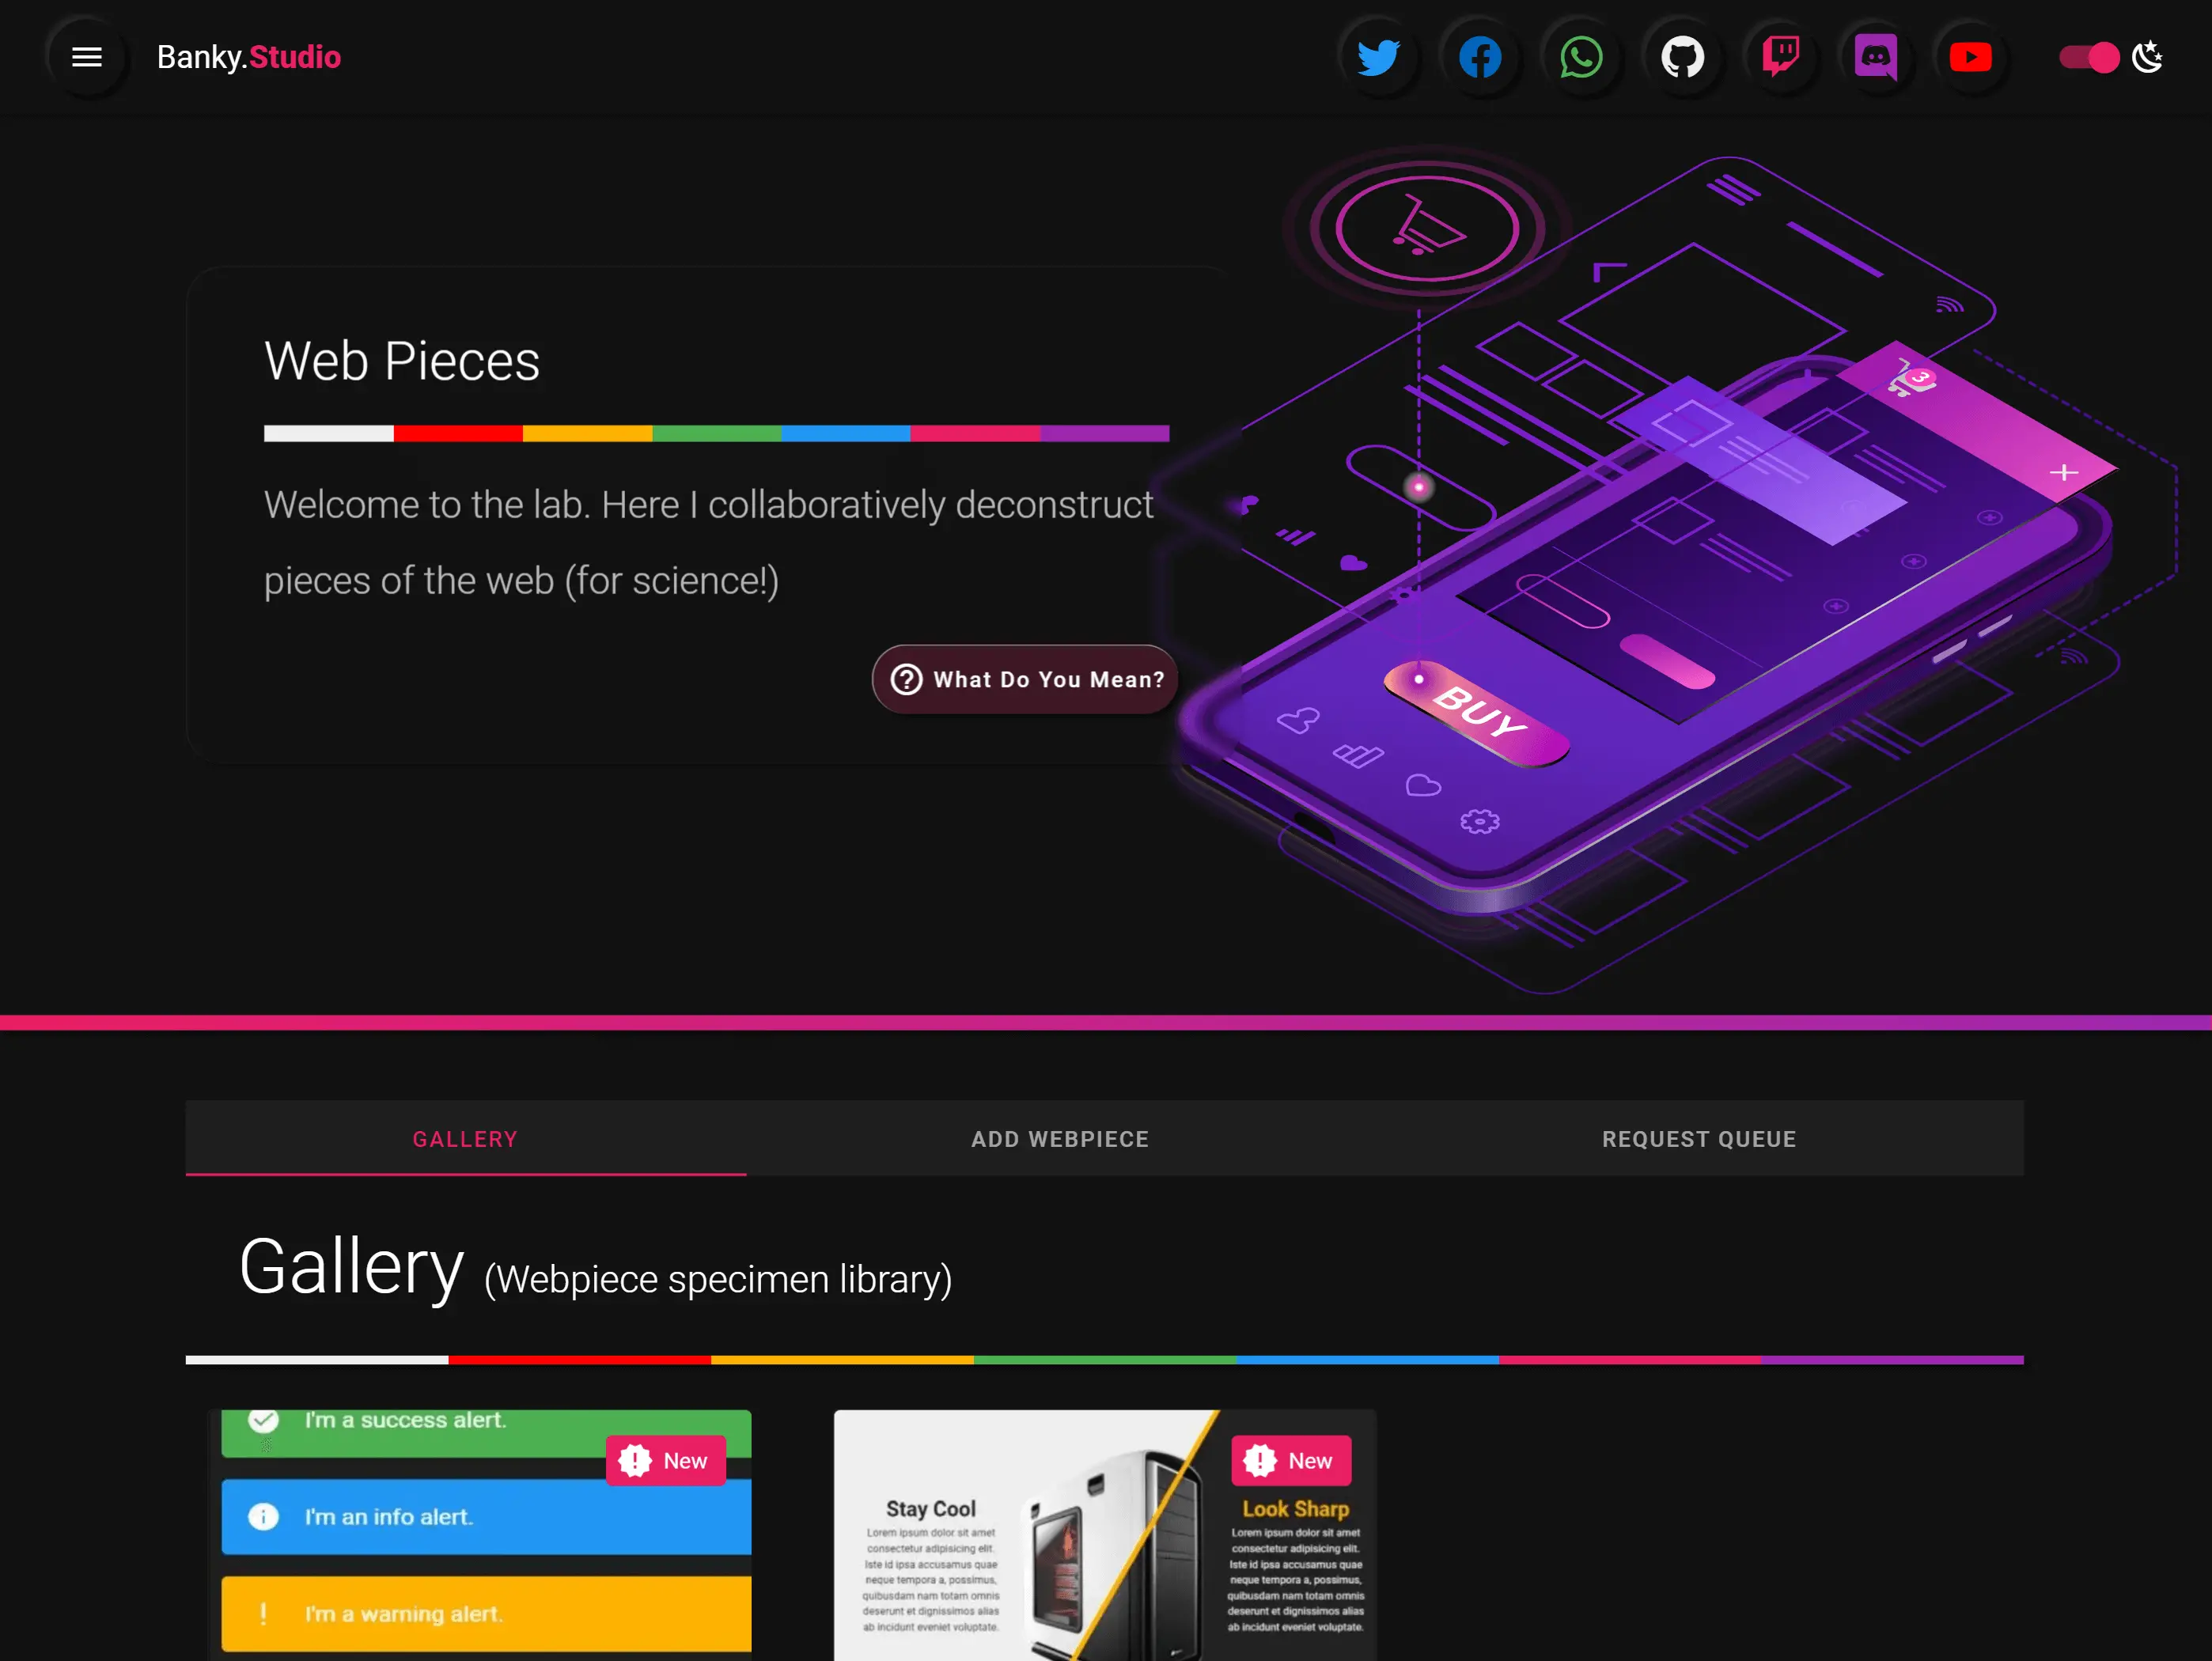 Banky.Studio
Web Pieces
Welcome to the lab. Here I collaboratively deconstruct
pieces of the web (for science!)
What Do You Mean?
3
BUY
GALLERY
ADD WEBPIECE
REQUEST QUEUE
Gallery (Webpiece specimen library)
I'm a success alert.
New
I'm an info alert.
I'm a warning alert.
New
Stay Cool
Lorem ipsum dolor sit amet
consectetur adipisicing elit.
Iste id ipsa accusamus quae
neque tempora a, possimus,
quibusdam nam totam omnis
deserunt et dignissimos alias
ab incidunt eveniet voluptate.
Look Sharp
Lorem ipsum dolor sit amet
consectetur adipisicing elit.
Iste id ipsa accusamus quae
neque tempora a, possimus,
quibusdam nam totam omnis
deserunt et dignissimos alias
ab incidunt eveniet voluptate.